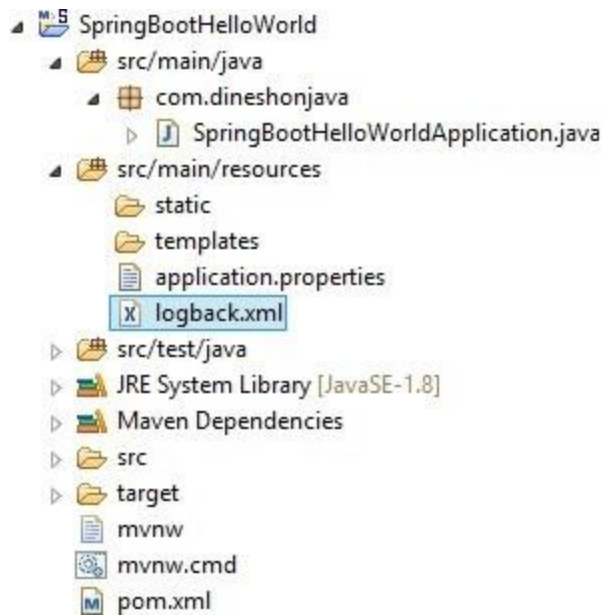 SpringBootHelloWorld
src/main/java
com.dineshonjava
SpringBootHelloWorldApplication.java
src/main/resources
static
templates
application.properties
logback.xml
src/test/java
JRE System Library [JavaSE-1.8]
Maven Dependencies
src
target
mvnw
mvnw.cmd
pom.xml